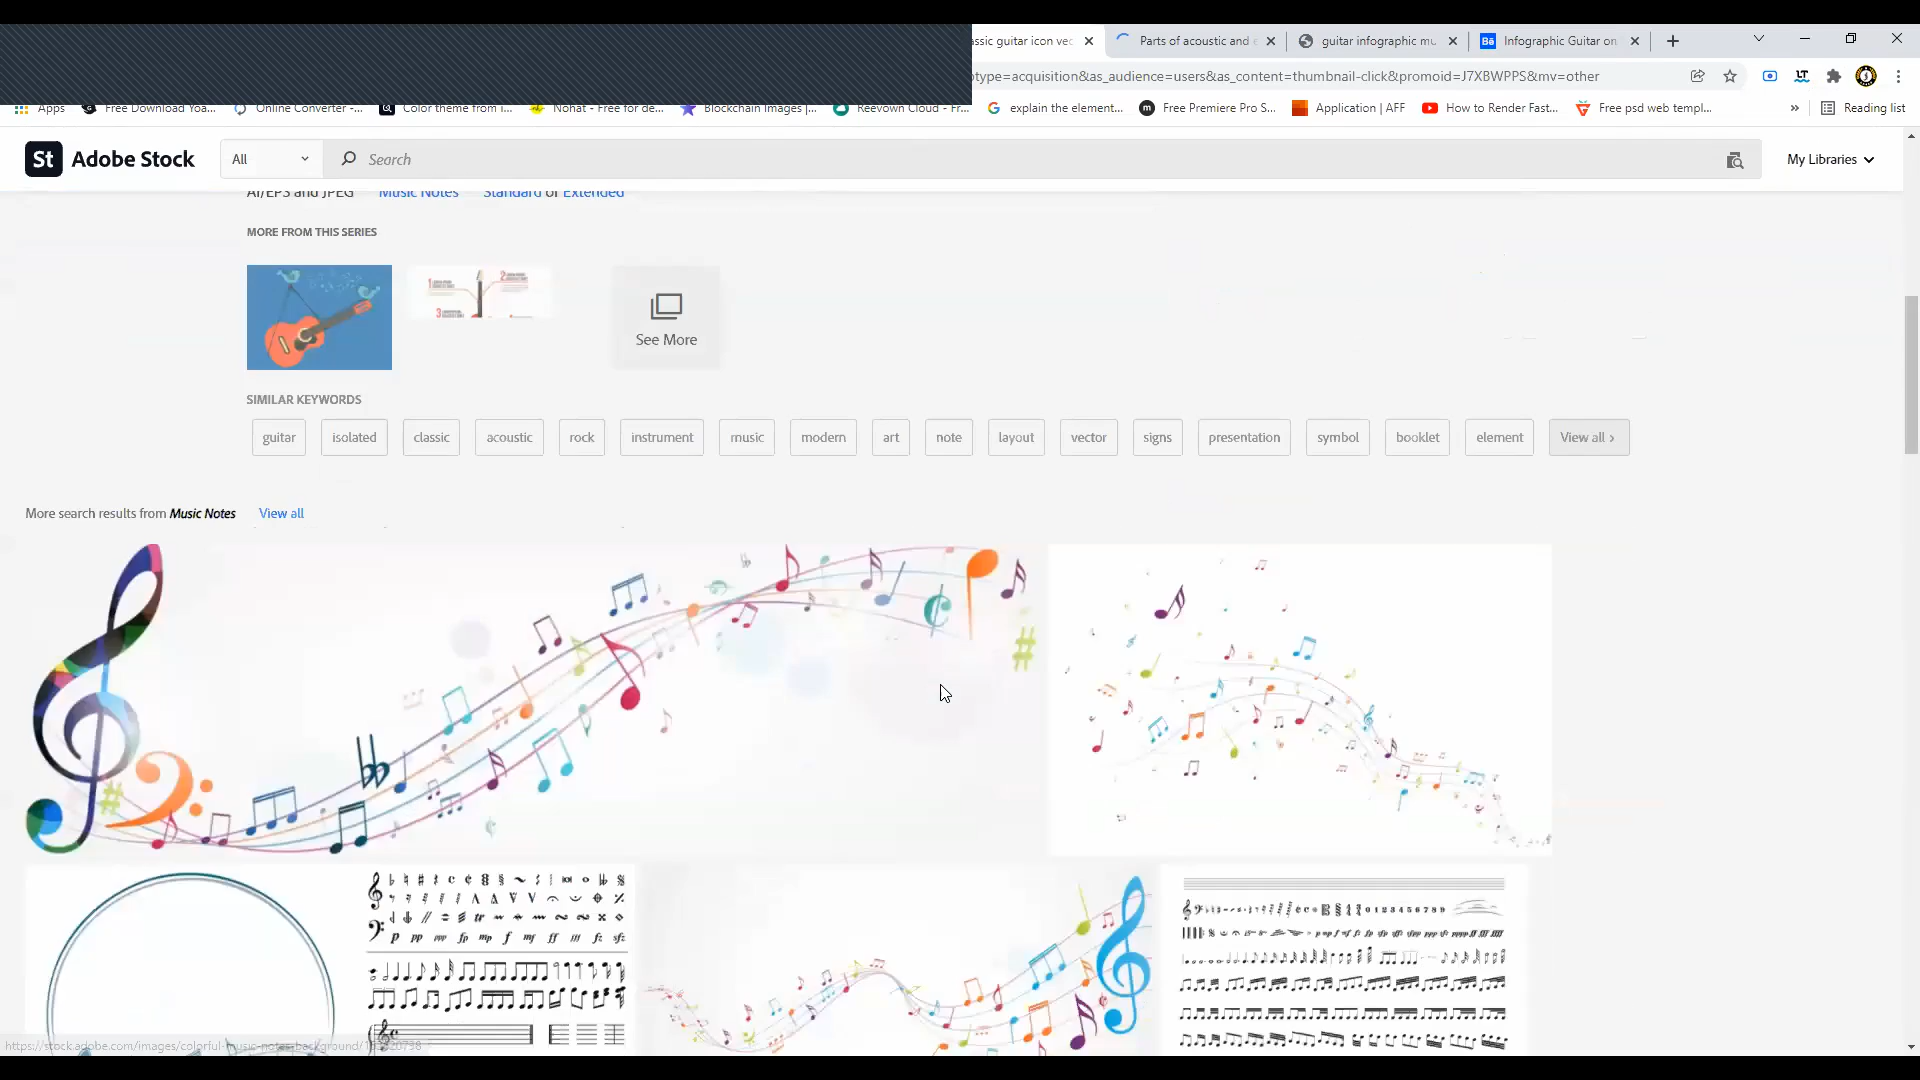 assic guitar icon vec
Parts of acoustic and e
guitar infographic mu
Bē
Infographic Guitar on
otype=acquisition&as_audience=users&as_content=thumbnail-click&promoid=J7XBWPPS&mv=other
Apps
Free Download Yoa...
Online Converter -...
Color theme from i...
Nohat - Free for de...
Blockchain Images |...
Reevown Cloud - Fr...
explain the element...
Free Premiere Pro S...
Application | AFF
How to Render Fast...
Free psd web templ...
»
Reading list
St Adobe Stock
All
Search
My Libraries
AI/EPS and JPEG
Music Notes
Standard or Extended
MORE FROM THIS SERIES
See More
SIMILAR KEYWORDS
guitar
isolated
classic
acoustic
rock
instrument
music
modern
art
note
layout
vector
signs
presentation
symbol
booklet
element
View all ›
More search results from Music Notes
View all